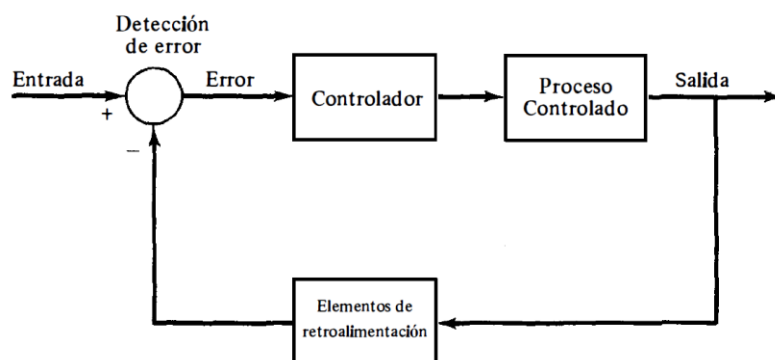 Detección
de error
Entrada
Error
Controlador
Proceso
Controlado
Salida
+
−
Elementos de
retroalimentación